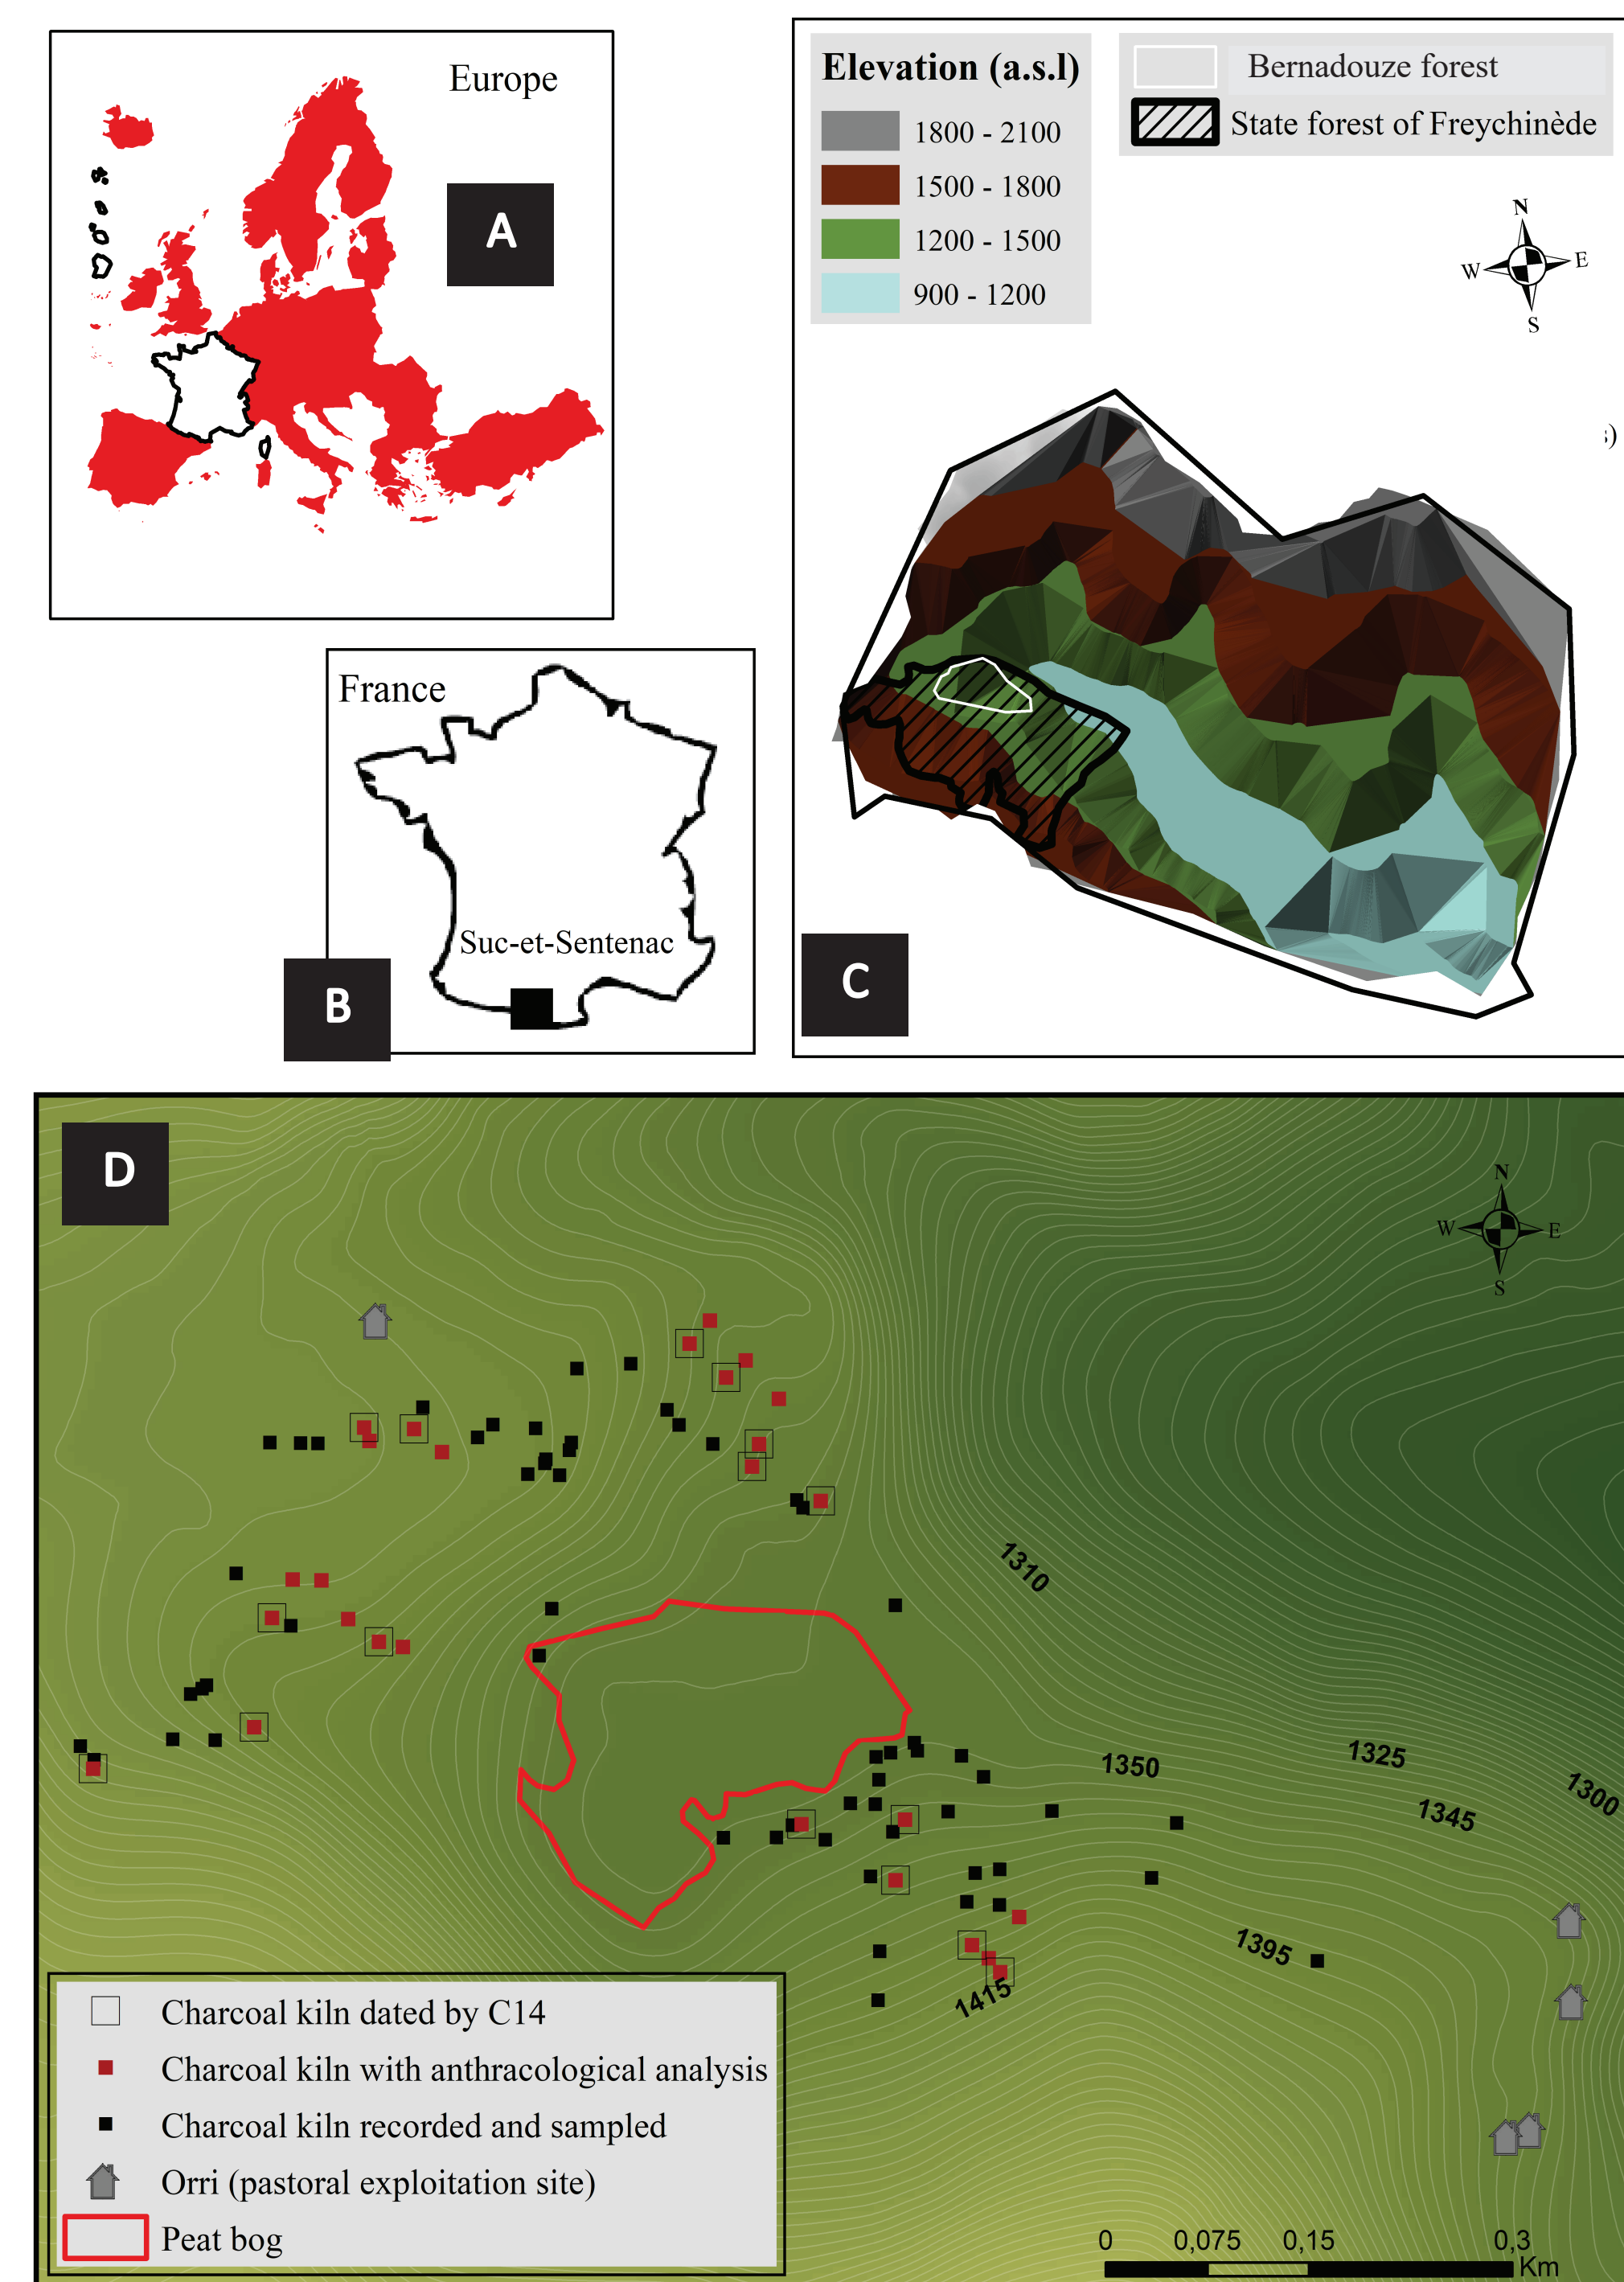 Europe
A
France
Suc-et-Sentenac
B
Elevation (a.s.l)
1800 - 2100
1500 - 1800
1200 - 1500
900 - 1200
Bernadouze forest
State forest of Freychinède
N
W
E
S
C
D
N
W
E
S
1310
1350
1325
1300
1345
1395
1415
Charcoal kiln dated by C14
Charcoal kiln with anthracological analysis
Charcoal kiln recorded and sampled
Orri (pastoral exploitation site)
Peat bog
0 0,075 0,15 0,3
Km